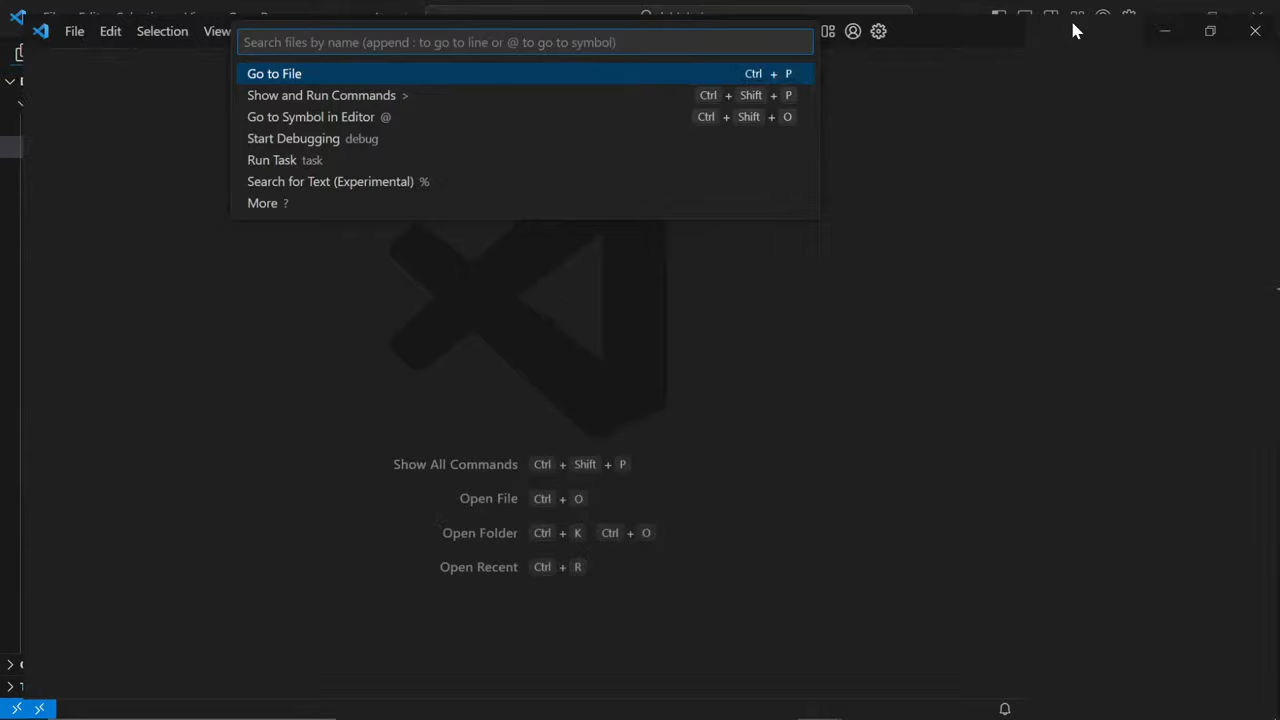 File Edit Selection View
Search files by name (append : to go to line or @ to go to symbol)
Go to File Ctrl + P
Show and Run Commands > Ctrl + Shift + P
Go to Symbol in Editor @ Ctrl + Shift + O
Start Debugging debug
Run Task task
Search for Text (Experimental) %
More ?
Show All Commands Ctrl + Shift + P
Open File Ctrl + O
Open Folder Ctrl + K Ctrl + O
Open Recent Ctrl + R